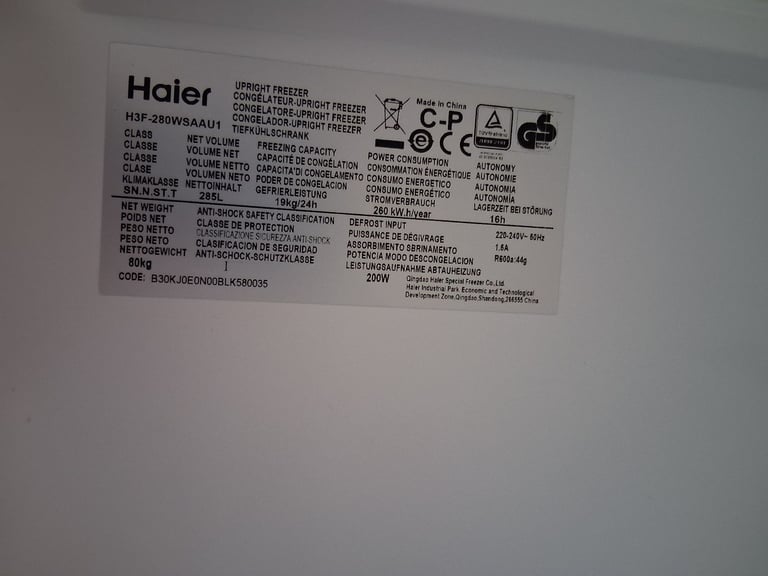 Haier
H3F-280WSAAU1
UPRIGHT FREEZER
CONGÉLATEUR-UPRIGHT FREEZER
CONGELATORE-UPRIGHT FREEZER
CONGELADOR-UPRIGHT FREEZER
TIEFKÜHLSCHRANK
Made in China
C-P
CE
GS
CLASS
CLASSE
CLASSE
CLASE
KLIMAKLASSE
SN.N.ST.T
NET VOLUME
VOLUME NET
VOLUME NETTO
VOLUMEN NETO
NETTOINHALT
285L
FREEZING CAPACITY
CAPACITÉ DE CONGÉLATION
CAPACITA'DI CONGELAMENTO
PODER DE CONGELACION
GEFRIERLEISTUNG
19kg/24h
POWER CONSUMPTION
CONSOMMATION ÉNERGÉTIQUE
CONSUMO ENERGETICO
CONSUMO ENERGÉTICO
STROMVERBRAUCH
260 kW.h/year
AUTONOMY
AUTONOMIE
AUTONOMIA
AUTONOMÍA
LAGERZEIT BEI STÖRUNG
16h
NET WEIGHT
POIDS NET
PESO NETTO
PESO NETO
NETTOGEWICHT
80kg
ANTI-SHOCK SAFETY CLASSIFICATION
CLASSE DE PROTECTION
CLASSIFICAZIONE SICUREZZA ANTI-SHOCK
CLASIFICACION DE SEGURIDAD
ANTI-SCHOCK-SCHUTZKLASSE
I
DEFROST INPUT
PUISSANCE DE DÉGIVRAGE
ASSORBIMENTO SBRINAMENTO
POTENCIA MODO DESCONGELACION
LEISTUNGSAUFNAHME ABTAUHEIZUNG
200W
220-240V~ 50Hz
1.5A
R600a:44g
CODE: B30KJ0E0N00BLK580035
Qingdao Haier Special Freezer Co.,Ltd.
Haier Industrial Park, Economic and Technological
Development Zone,Qingdao,Shandong,266555 China